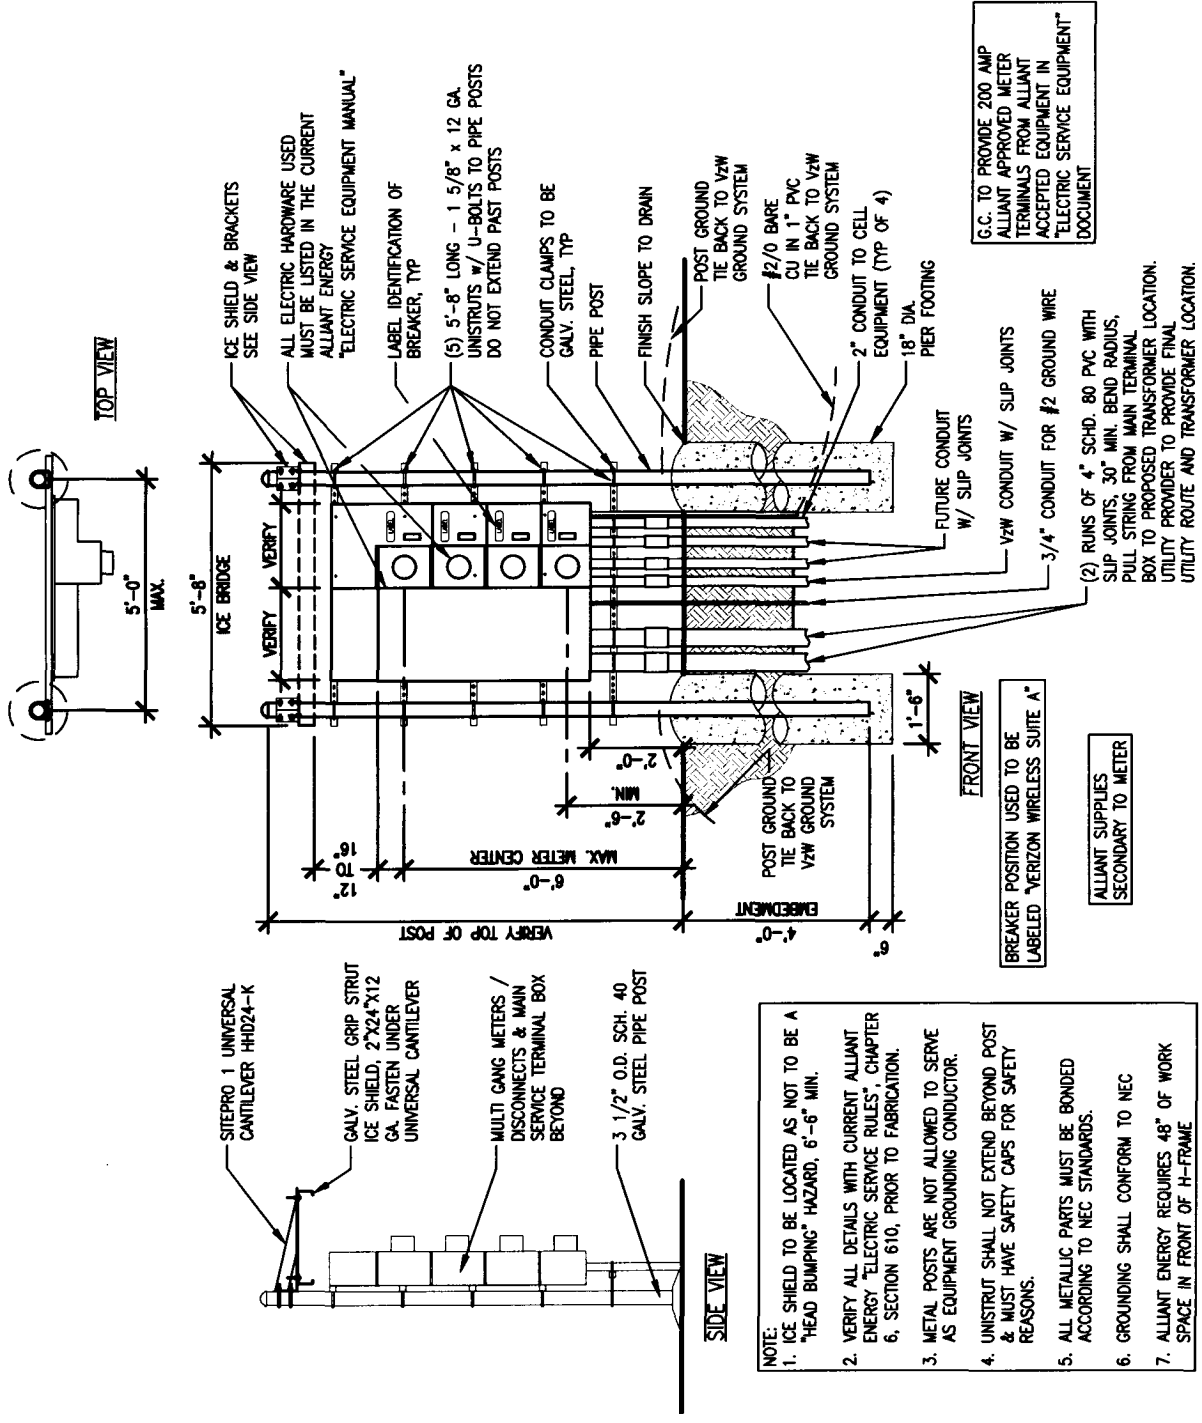 TOP VIEW
5'-0"
MAX.
5'-8"
ICE BRIDGE
VERIFY
VERIFY
LABEL
LABEL
LABEL
LABEL
ICE SHIELD & BRACKETS
SEE SIDE VIEW
ALL ELECTRIC HARDWARE USED
MUST BE LISTED IN THE CURRENT
ALLIANT ENERGY
"ELECTRIC SERVICE EQUIPMENT MANUAL"
LABEL IDENTIFICATION OF
BREAKER, TYP
(5) 5'-8" LONG - 1 5/8" x 12 GA.
UNISTRUTS w/ U-BOLTS TO PIPE POSTS
DO NOT EXTEND PAST POSTS
CONDUIT CLAMPS TO BE
GALV. STEEL, TYP
PIPE POST
FINISH SLOPE TO DRAIN
POST GROUND
TIE BACK TO VzW
GROUND SYSTEM
#2/0 BARE
CU IN 1" PVC
TIE BACK TO VzW
GROUND SYSTEM
2" CONDUIT TO CELL
EQUIPMENT (TYP OF 4)
18" DIA.
PIER FOOTING
FUTURE CONDUIT
W/ SLIP JOINTS
VzW CONDUIT W/ SLIP JOINTS
3/4" CONDUIT FOR #2 GROUND WIRE
(2) RUNS OF 4" SCHD. 80 PVC WITH
SLIP JOINTS, 30" MIN. BEND RADIUS,
PULL STRING FROM MAIN TERMINAL
BOX TO PROPOSED TRANSFORMER LOCATION.
UTILITY PROVIDER TO PROVIDE FINAL
UTILITY ROUTE AND TRANSFORMER LOCATION.
G.C. TO PROVIDE 200 AMP
ALLIANT APPROVED METER
TERMINALS FROM ALLIANT
ACCEPTED EQUIPMENT IN
"ELECTRIC SERVICE EQUIPMENT"
DOCUMENT
12"
TO
16"
6'-0"
MAX. METER CENTER
2'-6"
MIN.
2'-0"
VERIFY TOP OF POST
4'-0"
EMBEDMENT
6"
1'-6"
POST GROUND
TIE BACK TO
VzW GROUND
SYSTEM
FRONT VIEW
BREAKER POSITION USED TO BE
LABELED "VERIZON WIRELESS SUITE A"
ALLIANT SUPPLIES
SECONDARY TO METER
SITEPRO 1 UNIVERSAL
CANTILEVER HHD24-K
GALV. STEEL GRIP STRUT
ICE SHIELD, 2"X24"X12
GA. FASTEN UNDER
UNIVERSAL CANTILEVER
MULTI GANG METERS /
DISCONNECTS & MAIN
SERVICE TERMINAL BOX
BEYOND
3 1/2" O.D. SCH. 40
GALV. STEEL PIPE POST
SIDE VIEW
NOTE:
1. ICE SHIELD TO BE LOCATED AS NOT TO BE A
"HEAD BUMPING" HAZARD, 6'-6" MIN.
2. VERIFY ALL DETAILS WITH CURRENT ALLIANT
ENERGY "ELECTRIC SERVICE RULES", CHAPTER
6, SECTION 610, PRIOR TO FABRICATION.
3. METAL POSTS ARE NOT ALLOWED TO SERVE
AS EQUIPMENT GROUNDING CONDUCTOR.
4. UNISTRUT SHALL NOT EXTEND BEYOND POST
& MUST HAVE SAFETY CAPS FOR SAFETY
REASONS.
5. ALL METALLIC PARTS MUST BE BONDED
ACCORDING TO NEC STANDARDS.
6. GROUNDING SHALL CONFORM TO NEC
7. ALLIANT ENERGY REQUIRES 48" OF WORK
SPACE IN FRONT OF H-FRAME